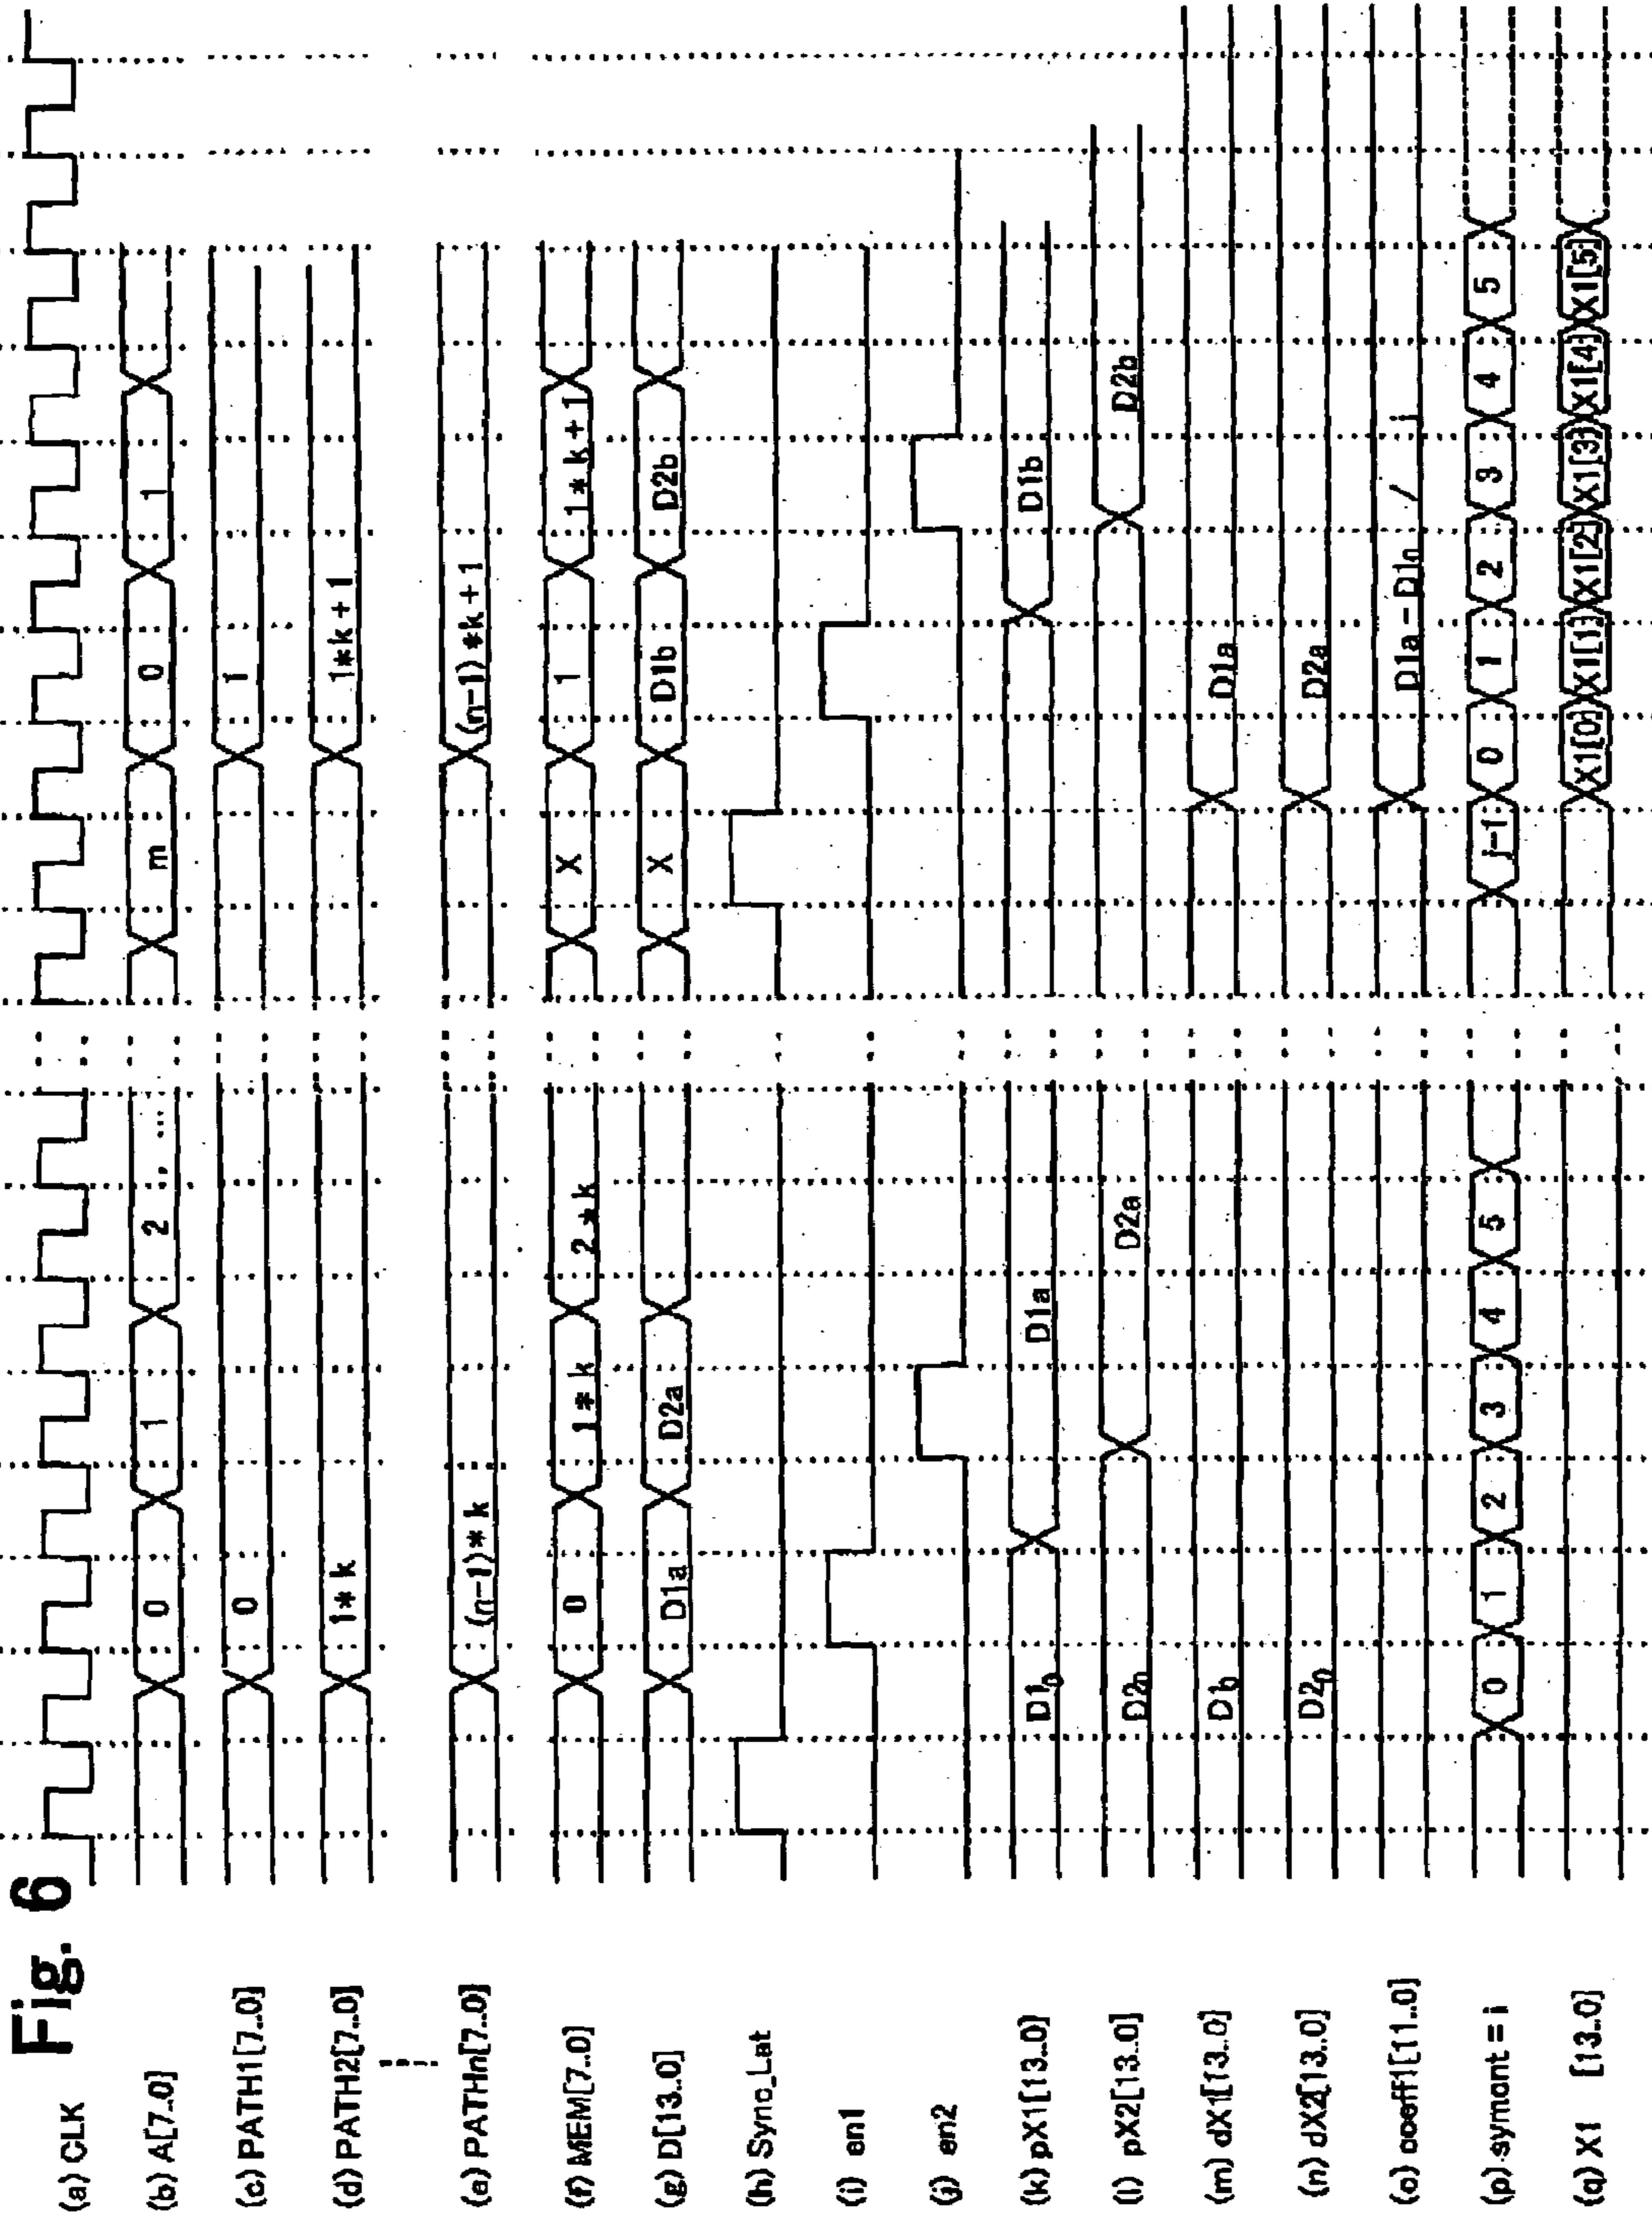 Fig. 6
(a) CLK
(b) A[7..0] 0 1 2, ... m 0 1
(c) PATH1[7..0] 0 1
(d) PATH2[7..0] 1*k 1*k+1
(e) PATHn[7..0] (n-1)*k (n-1)*k+1
(f) MEM[7..0] 0 1*k 2*k X 1 1*k+1
(g) D[13..0] D1a D2a X D1b D2b
(h) Sync_Lat
(i) en1
(j) en2
(k) pX1[13..0] D1₀ D1a D1b
(l) pX2[13..0] D2₀ D2a D2b
(m) dX1[13..0] D₀ D1a
(n) dX2[13..0] D2₀ D2a
(o) coeff1[11..0] D1a-D1₀ / j
(p) symcnt=i 0 1 2 3 4 5 j-1 0 1 2 3 4 5
(q) X1 [13..0] X1[0] X1[1] X1[2] X1[3] X1[4] X1[5]